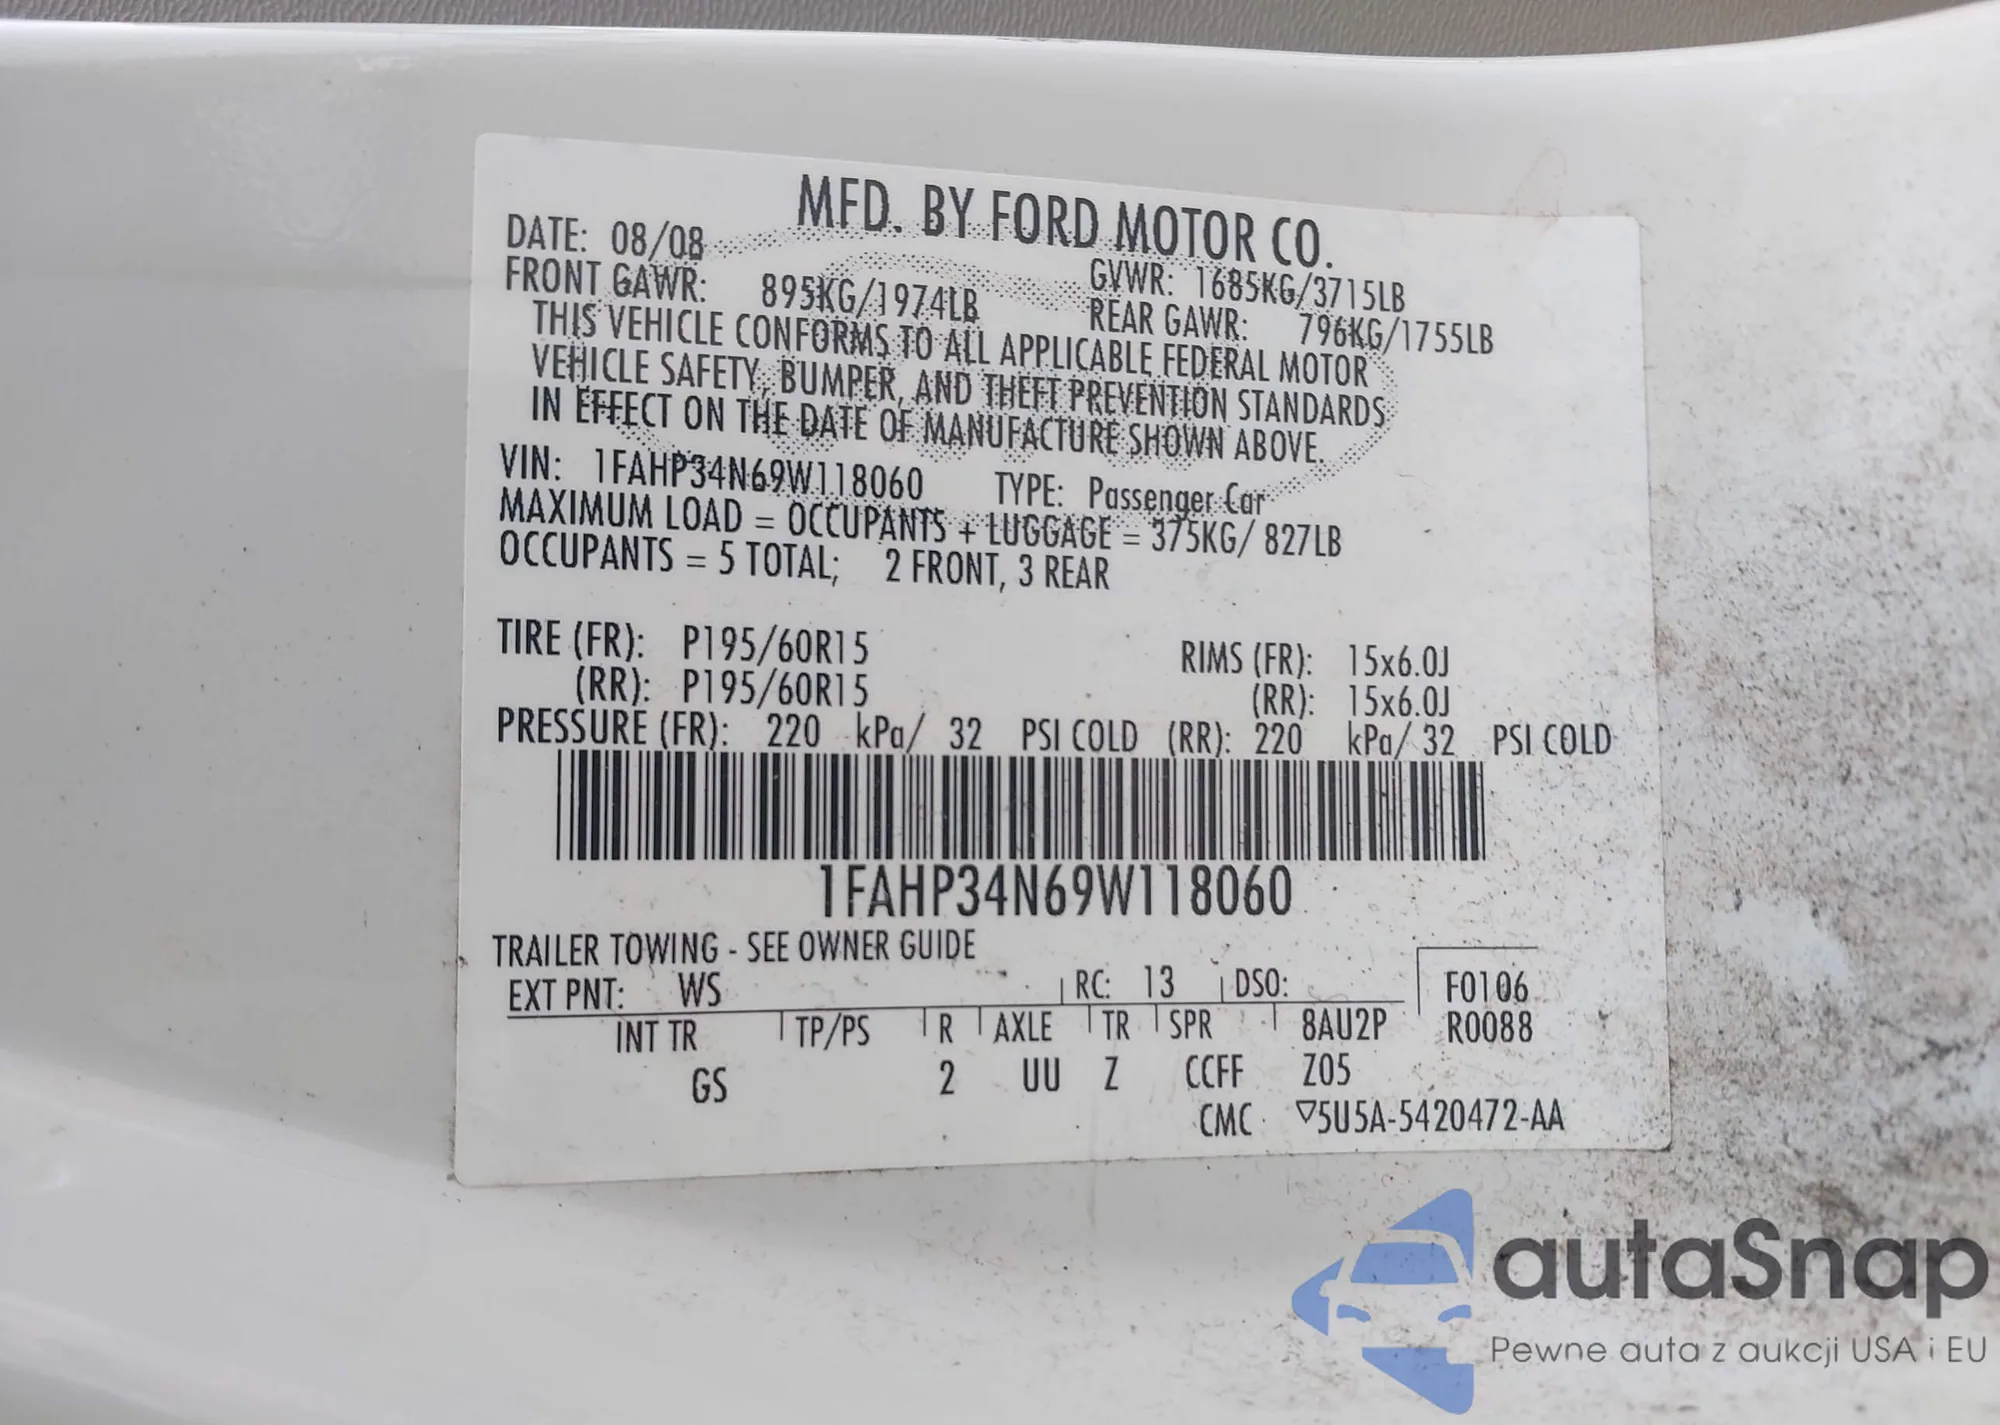 MFD. BY FORD MOTOR CO.
DATE: 08/08
GVWR: 1685KG/3715LB
FRONT GAWR: 895KG/1974LB
REAR GAWR: 796KG/1755LB
THIS VEHICLE CONFORMS TO ALL APPLICABLE FEDERAL MOTOR
VEHICLE SAFETY, BUMPER, AND THEFT PREVENTION STANDARDS
IN EFFECT ON THE DATE OF MANUFACTURE SHOWN ABOVE.
VIN: 1FAHP34N69W118060 TYPE: Passenger Car
MAXIMUM LOAD = OCCUPANTS + LUGGAGE = 375KG/ 827LB
OCCUPANTS = 5 TOTAL; 2 FRONT, 3 REAR
TIRE (FR): P195/60R15 RIMS (FR): 15x6.0J
(RR): P195/60R15 (RR): 15x6.0J
PRESSURE (FR): 220 kPa/ 32 PSI COLD (RR): 220 kPa/ 32 PSI COLD
1FAHP34N69W118060
TRAILER TOWING - SEE OWNER GUIDE
EXT PNT: WS RC: 13 DSO: F0106
INT TR TP/PS R AXLE TR SPR 8AU2P R0088
GS 2 UU Z CCFF Z05
CMC ▽5U5A-5420472-AA
autaSnap
Pewne auta z aukcji USA i EU